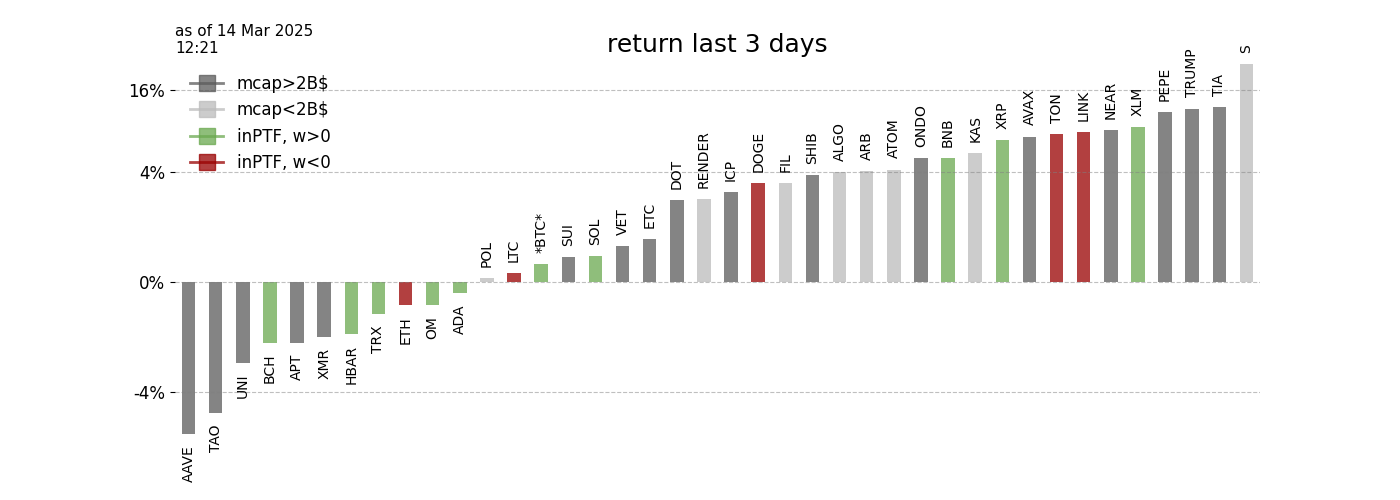 as of 14 Mar 2025
12:21
return last 3 days
mcap>2B$
mcap<2B$
inPTF, w>0
inPTF, w<0
16%
4%
0%
-4%
AAVE
TAO
UNI
BCH
APT
XMR
HBAR
TRX
ETH
OM
ADA
POL
LTC
*BTC*
SUI
SOL
VET
ETC
DOT
RENDER
ICP
DOGE
FIL
SHIB
ALGO
ARB
ATOM
ONDO
BNB
KAS
XRP
AVAX
TON
LINK
NEAR
XLM
PEPE
TRUMP
TIA
S